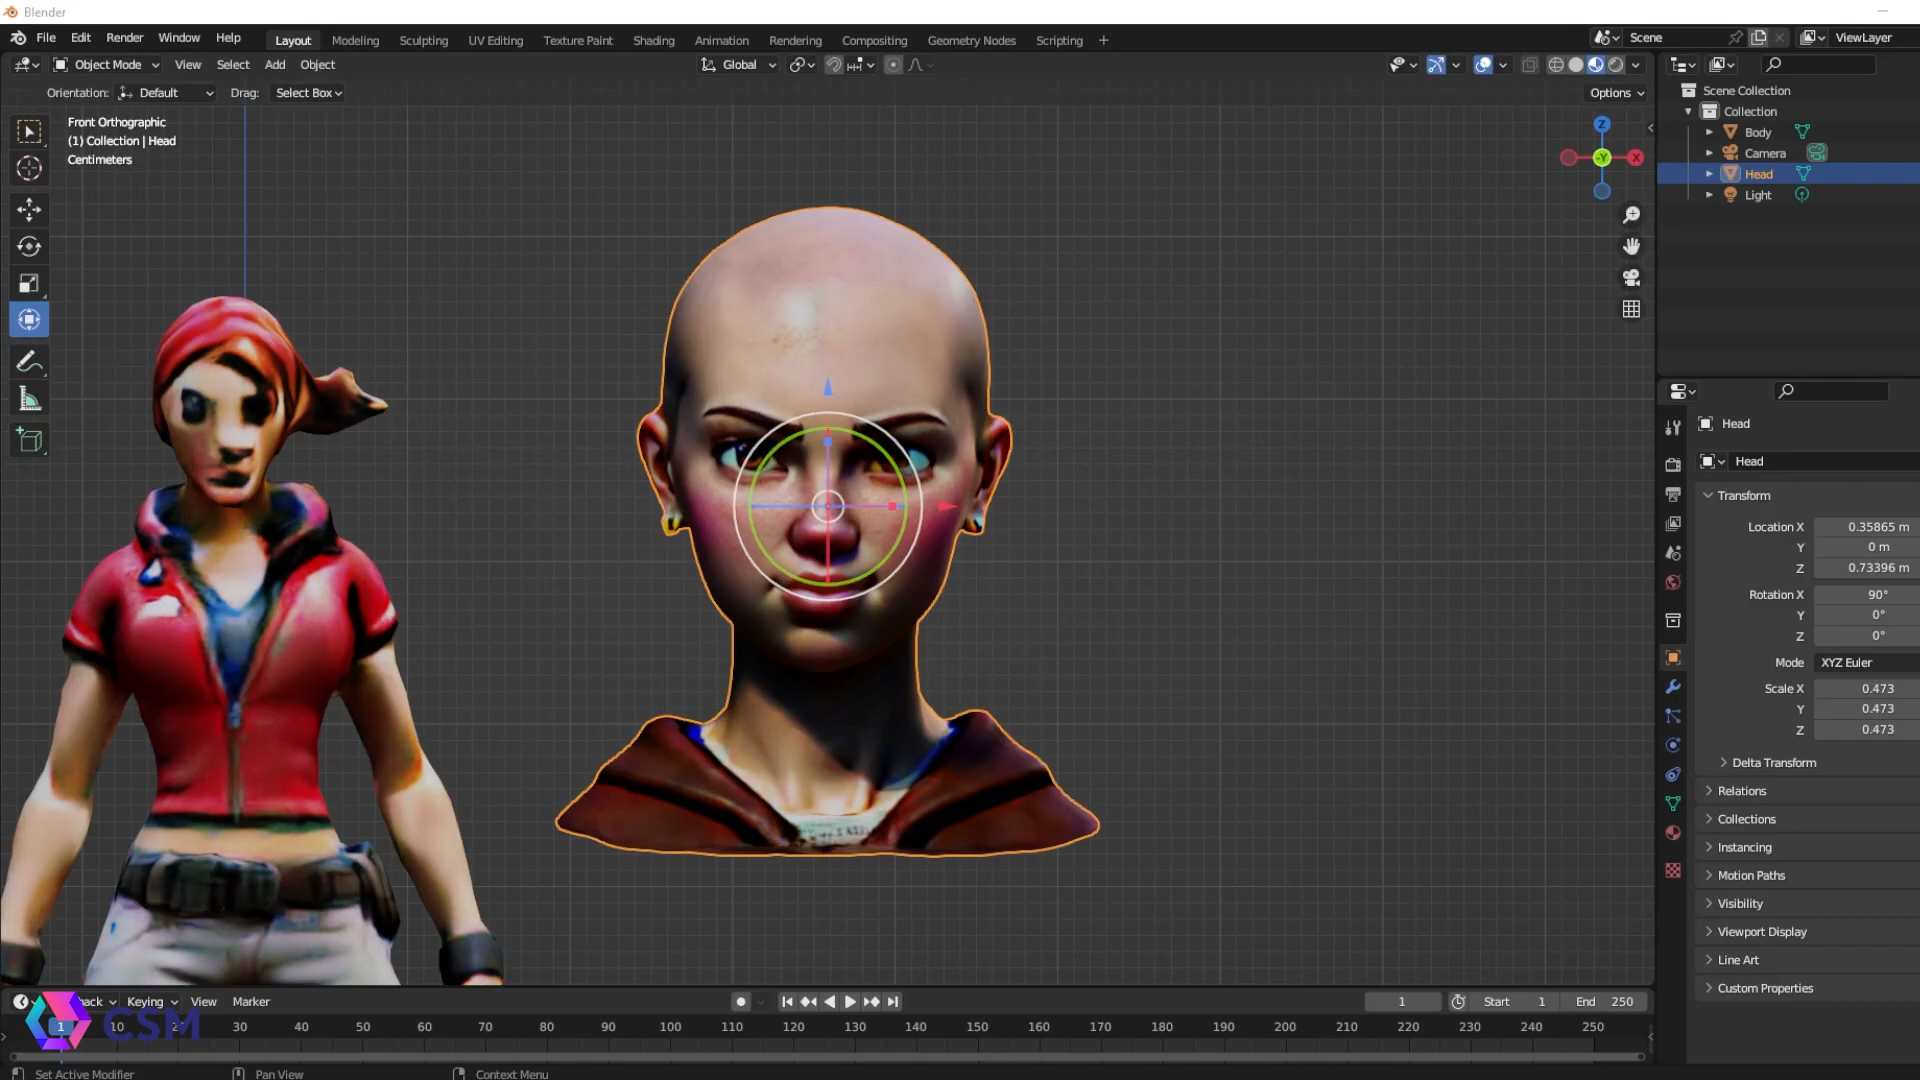 Blender
File Edit Render Window Help Layout Modeling Sculpting UV Editing Texture Paint Shading Animation Rendering Compositing Geometry Nodes Scripting + Scene ViewLayer
Object Mode View Select Add Object Global
Orientation: Default Drag: Select Box Options
Front Orthographic
(1) Collection | Head
Centimeters
Z
-Y
X
Scene Collection
Collection
Body
Camera
Head
Light
Head
Head
Transform
Location X 0.35865 m
Y 0 m
Z 0.73396 m
Rotation X 90°
Y 0°
Z 0°
Mode XYZ Euler
Scale X 0.473
Y 0.473
Z 0.473
Delta Transform
Relations
Collections
Instancing
Motion Paths
Visibility
Viewport Display
Line Art
Custom Properties
back Keying View Marker 1 Start 1 End 250
1 10 30 40 50 60 70 80 90 100 110 120 130 140 150 160 170 180 190 200 210 220 230 240 250
CSM
Set Active Modifier Pan View Context Menu